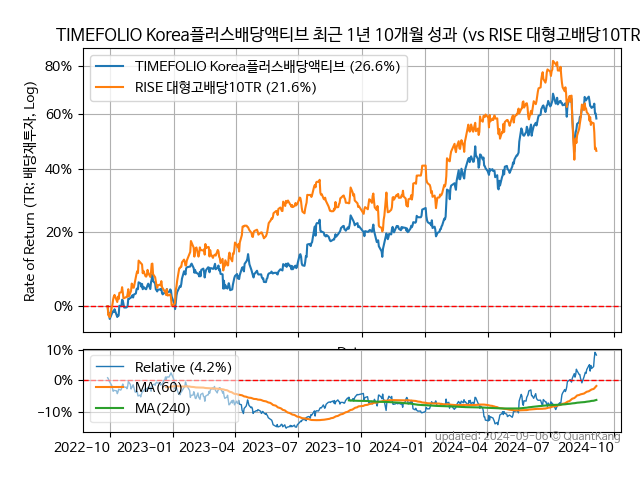 TIMEFOLIO Korea플러스배당액티브 최근 1년 10개월 성과 (vs RISE 대형고배당10TR
TIMEFOLIO Korea플러스배당액티브 (26.6%)
RISE 대형고배당10TR (21.6%)
Rate of Return (TR: 배당재투자, Log)
80%
60%
40%
20%
0%
Relative (4.2%)
MA(60)
MA(240)
10%
0%
−10%
updated: 2024-09-06 © QuantKang
2022-10 2023-01 2023-04 2023-07 2023-10 2024-01 2024-04 2024-07 2024-10